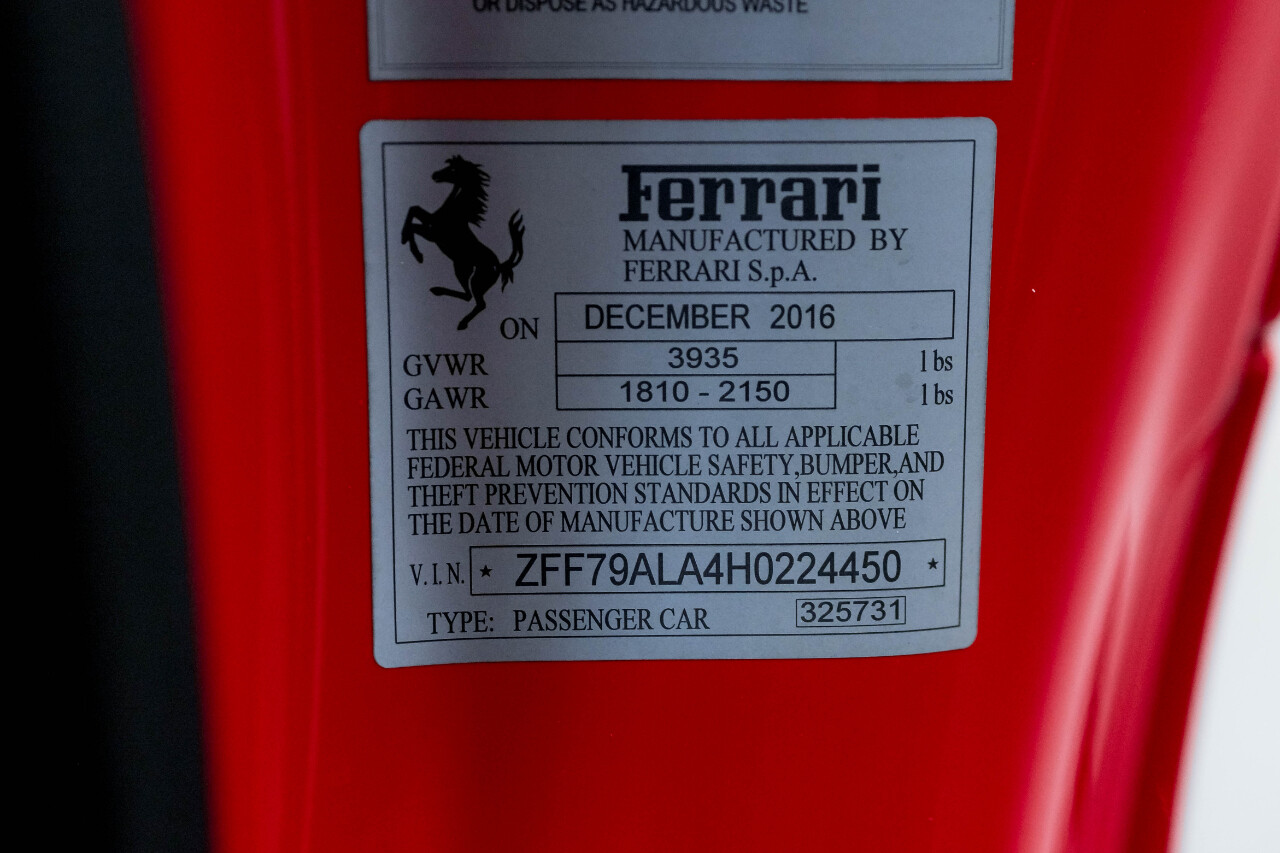 OR DISPOSE AS HAZARDOUS WASTE
Ferrari
MANUFACTURED BY
FERRARI S.p.A.
ON DECEMBER 2016
GVWR 3935 lbs
GAWR 1810 - 2150 lbs
THIS VEHICLE CONFORMS TO ALL APPLICABLE
FEDERAL MOTOR VEHICLE SAFETY,BUMPER,AND
THEFT PREVENTION STANDARDS IN EFFECT ON
THE DATE OF MANUFACTURE SHOWN ABOVE
V.I.N. ★ ZFF79ALA4H0224450 ★
TYPE: PASSENGER CAR 325731